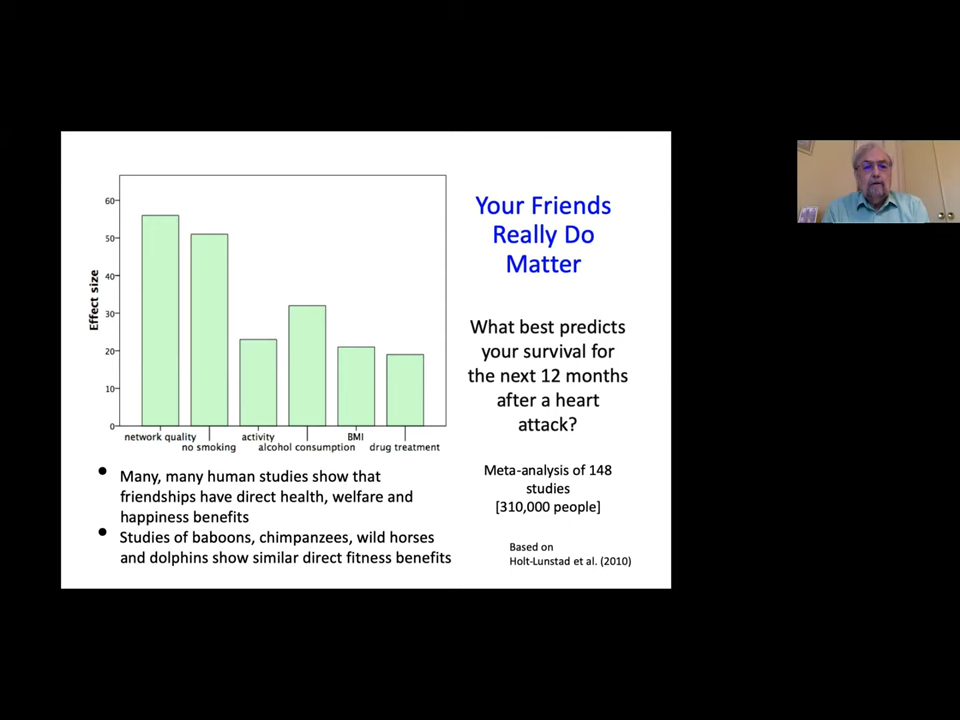 60
50
40
30
20
10
0
Effect size
network quality
no smoking
activity
alcohol consumption
BMI
drug treatment
Your Friends
Really Do
Matter
What best predicts
your survival for
the next 12 months
after a heart
attack?
Meta-analysis of 148
studies
[310,000 people]
Based on
Holt-Lunstad et al. (2010)
• Many, many human studies show that
friendships have direct health, welfare and
happiness benefits
• Studies of baboons, chimpanzees, wild horses
and dolphins show similar direct fitness benefits